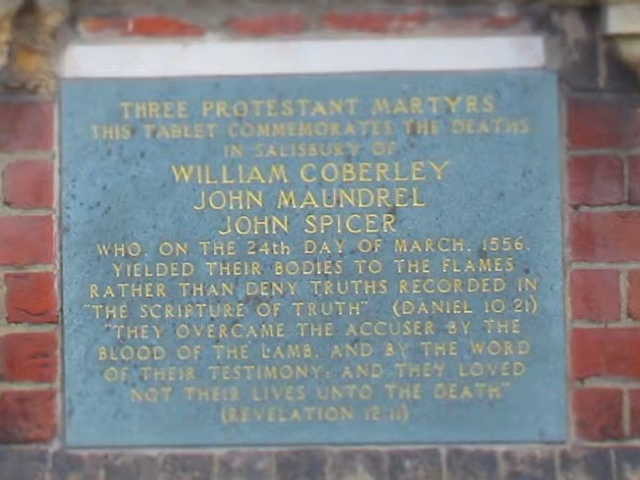 THREE PROTESTANT MARTYRS
THIS TABLET COMMEMORATES THE DEATHS
IN SALISBURY OF
WILLIAM COBERLEY
JOHN MAUNDREL
JOHN SPICER
WHO, ON THE 24th DAY OF MARCH, 1556,
YIELDED THEIR BODIES TO THE FLAMES
RATHER THAN DENY TRUTHS RECORDED IN
"THE SCRIPTURE OF TRUTH" (DANIEL 10.21)
"THEY OVERCAME THE ACCUSER BY THE
BLOOD OF THE LAMB, AND BY THE WORD
OF THEIR TESTIMONY; AND THEY LOVED
NOT THEIR LIVES UNTO THE DEATH"
(REVELATION 12.11)